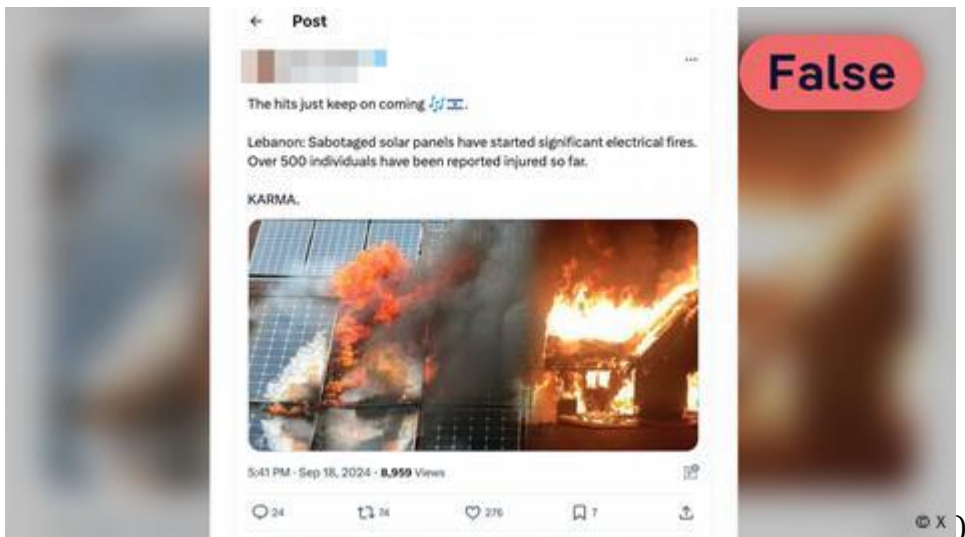 Post
False
The hits just keep on coming 🎶🇮🇱.
Lebanon: Sabotaged solar panels have started significant electrical fires.
Over 500 individuals have been reported injured so far.
KARMA.
5:41 PM · Sep 18, 2024 · 8,959 Views
24 74 276 7
© X )